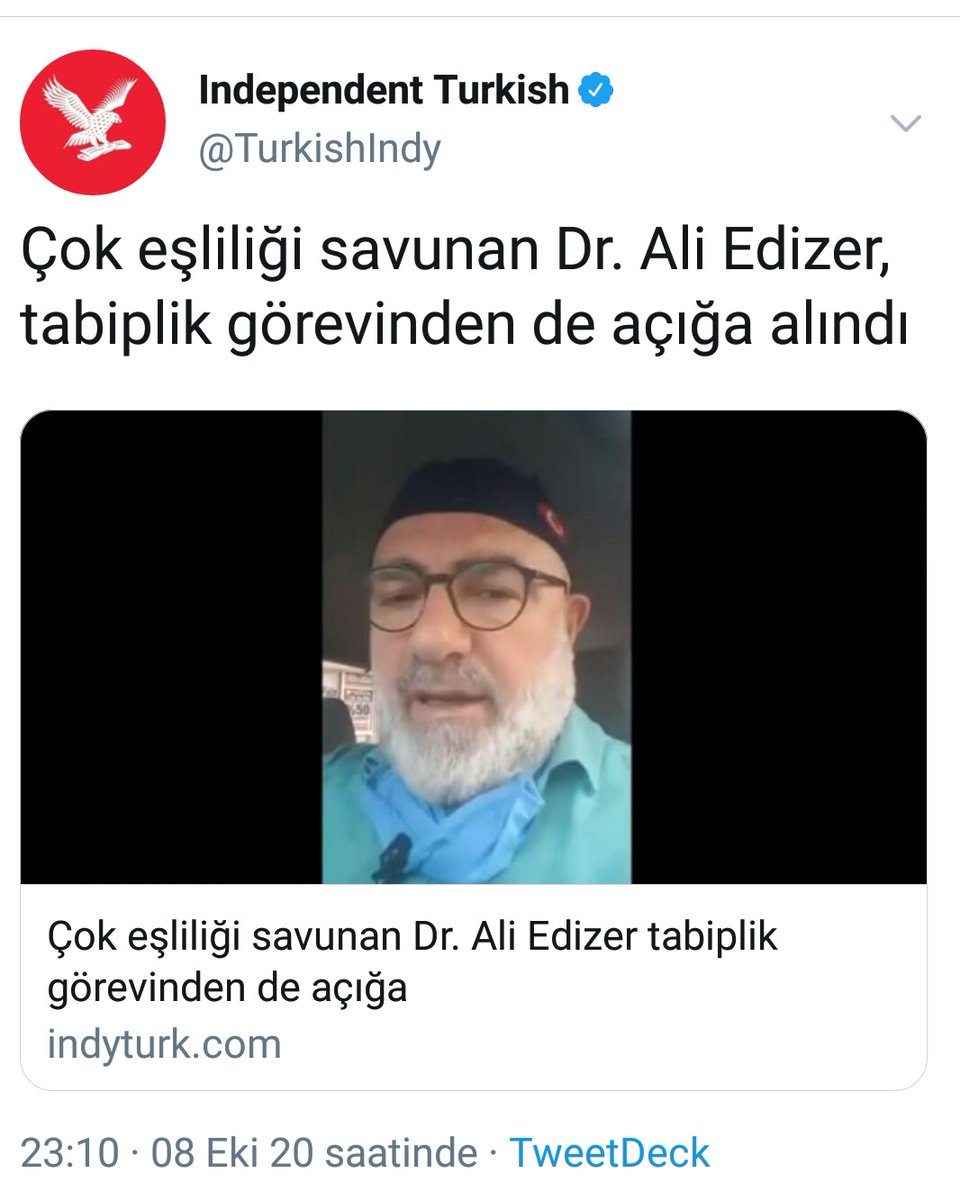 Independent Turkish
@TurkishIndy
Çok eşliliği savunan Dr. Ali Edizer,
tabiplik görevinden de açığa alındı
%50
Çok eşliliği savunan Dr. Ali Edizer tabiplik
görevinden de açığa
indyturk.com
23:10 · 08 Eki 20 saatinde · TweetDeck